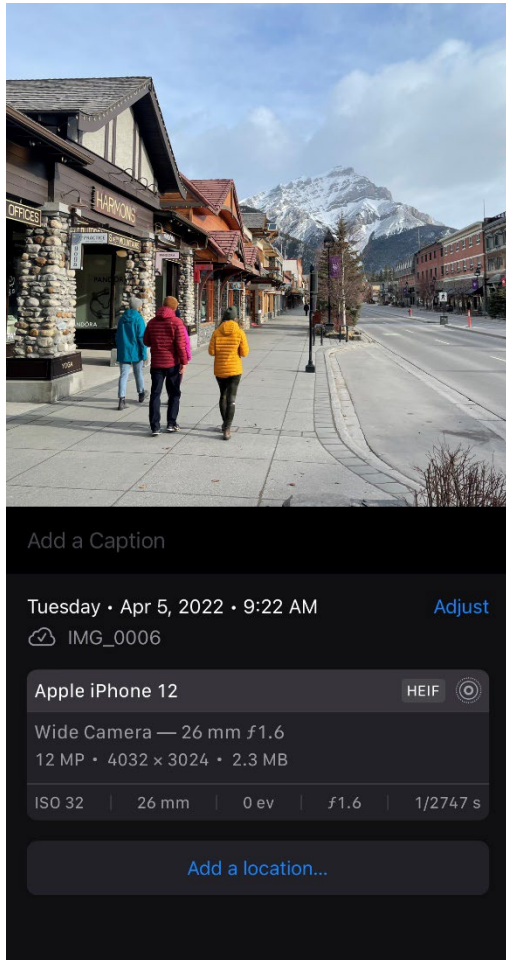 HARMONS
OFFICES
PANDORA
YOGA
Add a Caption
Tuesday • Apr 5, 2022 • 9:22 AM
Adjust
IMG_0006
Apple iPhone 12
HEIF
Wide Camera — 26 mm ƒ1.6
12 MP • 4032 × 3024 • 2.3 MB
ISO 32 | 26 mm | 0 ev | ƒ1.6 | 1/2747 s
Add a location...